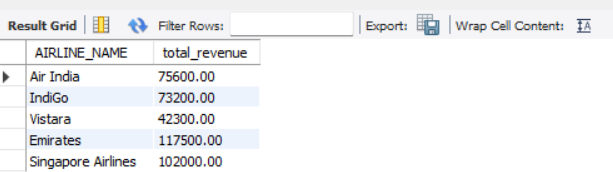 Result Grid Filter Rows: Export: Wrap Cell Content: IA
AIRLINE_NAME total_revenue
Air India 75600.00
IndiGo 73200.00
Vistara 42300.00
Emirates 117500.00
Singapore Airlines 102000.00